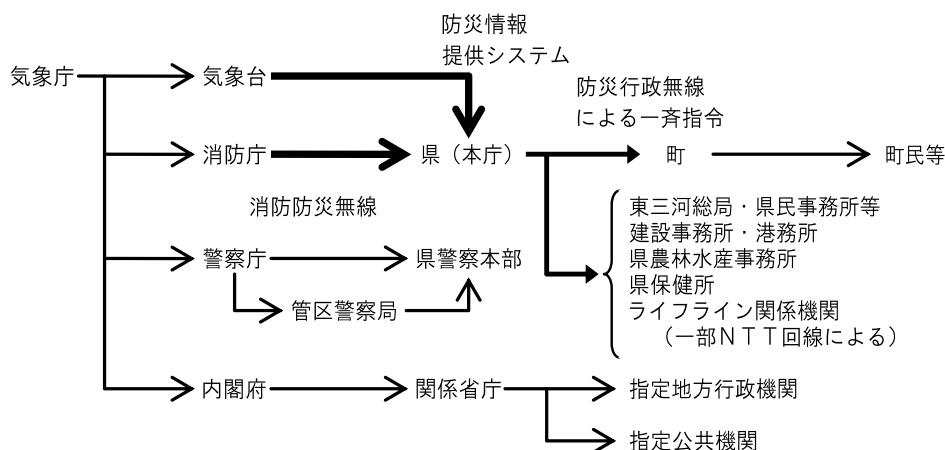 防災情報
提供システム
気象庁
気象台
防災行政無線
による一斉指令
消防庁
県（本庁）
町
町民等
消防防災無線
東三河総局・県民事務所等
建設事務所・港務所
県農林水産事務所
県保健所
ライフライン関係機関
（一部ＮＴＴ回線による）
警察庁
県警察本部
管区警察局
内閣府
関係省庁
指定地方行政機関
指定公共機関